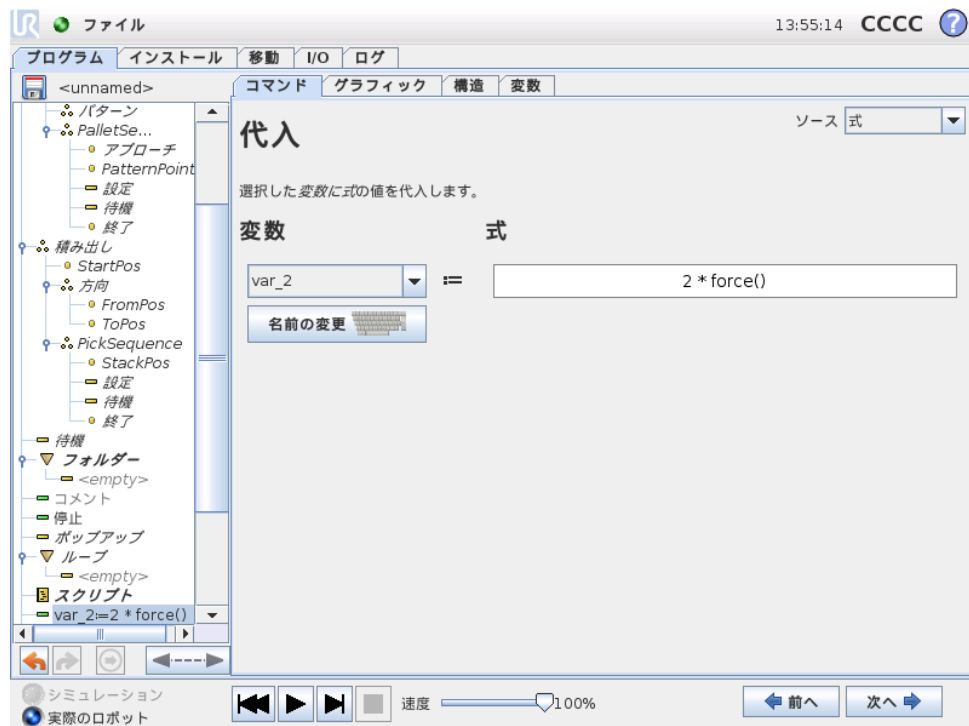 UR ファイル 13:55:14 CCCC ?
プログラム インストール 移動 I/O ログ
<unnamed>
コマンド グラフィック 構造 変数
パターン
PalletSe...
アプローチ
PatternPoint
設定
待機
終了
積み出し
StartPos
方向
FromPos
ToPos
PickSequence
StackPos
設定
待機
終了
待機
フォルダー
<empty>
コメント
停止
ポップアップ
ループ
<empty>
スクリプト
var_2:=2 * force()
代入
ソース 式
選択した変数に式の値を代入します。
変数 式
var_2 := 2 * force()
名前の変更
シミュレーション
実際のロボット
速度 100%
前へ 次へ